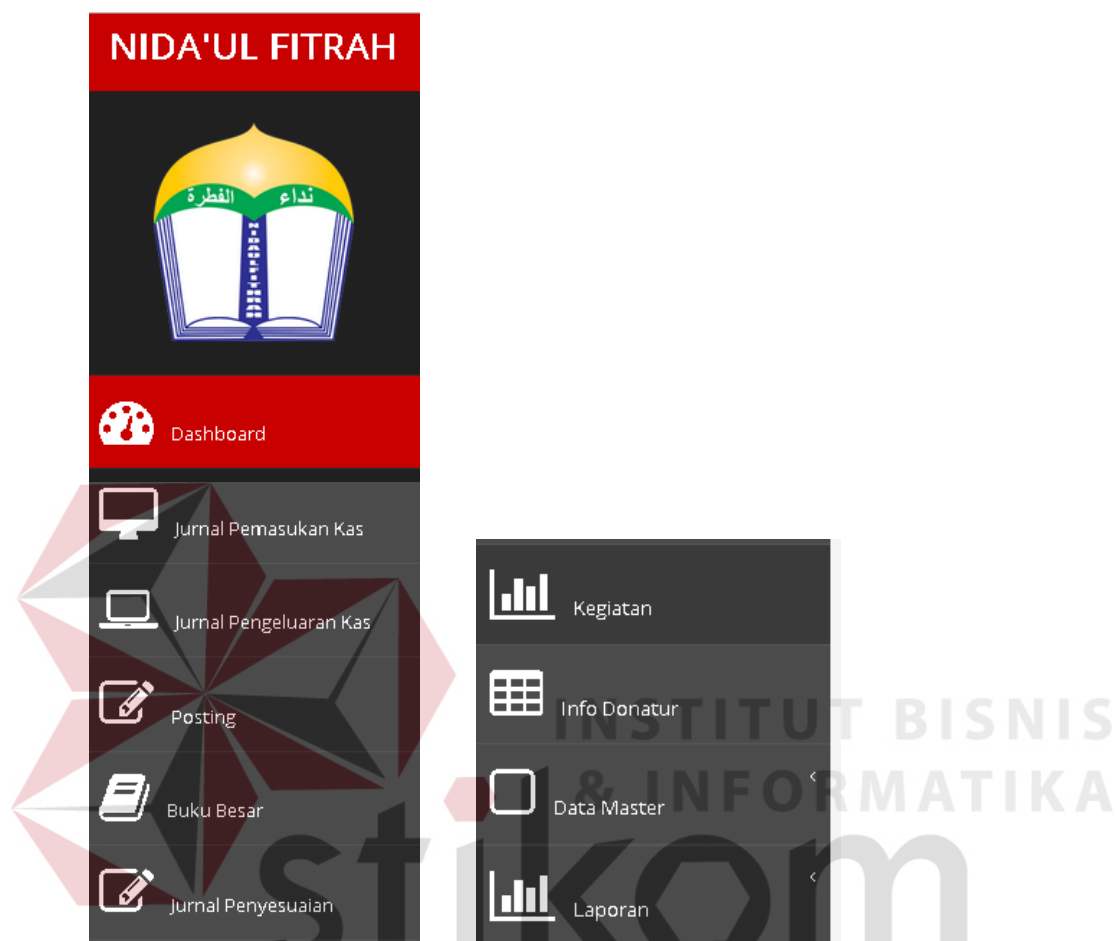 NIDA'UL FITRAH
نداء الفطرة
NIDAULFITHRAH
Dashboard
Jurnal Pemasukan Kas
Jurnal Pengeluaran Kas
Posting
Buku Besar
Jurnal Penyesuaian
Kegiatan
Info Donatur
Data Master
Laporan
INSTITUT BISNIS
& INFORMATIKA
stikom